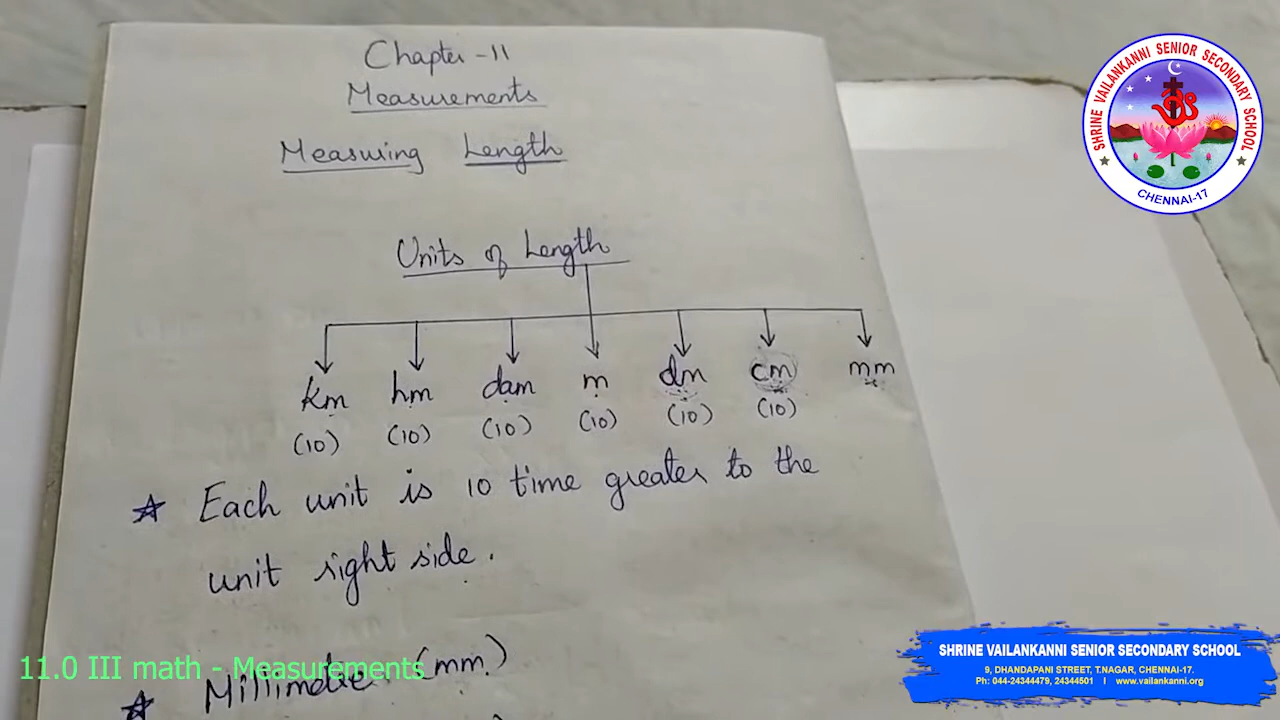 Chapter - 11
Measurements
Measuring Length
Units of Length
km hm dam m dm cm mm
(10) (10) (10) (10) (10) (10)
☆ Each unit is 10 time greater to the
unit right side.
☆ Millimetre (mm)
11.0 III math - Measurements
SHRINE VAILANKANNI SENIOR SECONDARY SCHOOL
CHENNAI-17
SHRINE VAILANKANNI SENIOR SECONDARY SCHOOL
9, DHANDAPANI STREET, T.NAGAR, CHENNAI-17.
Ph: 044-24344479, 24344501 I www.vailankanni.org